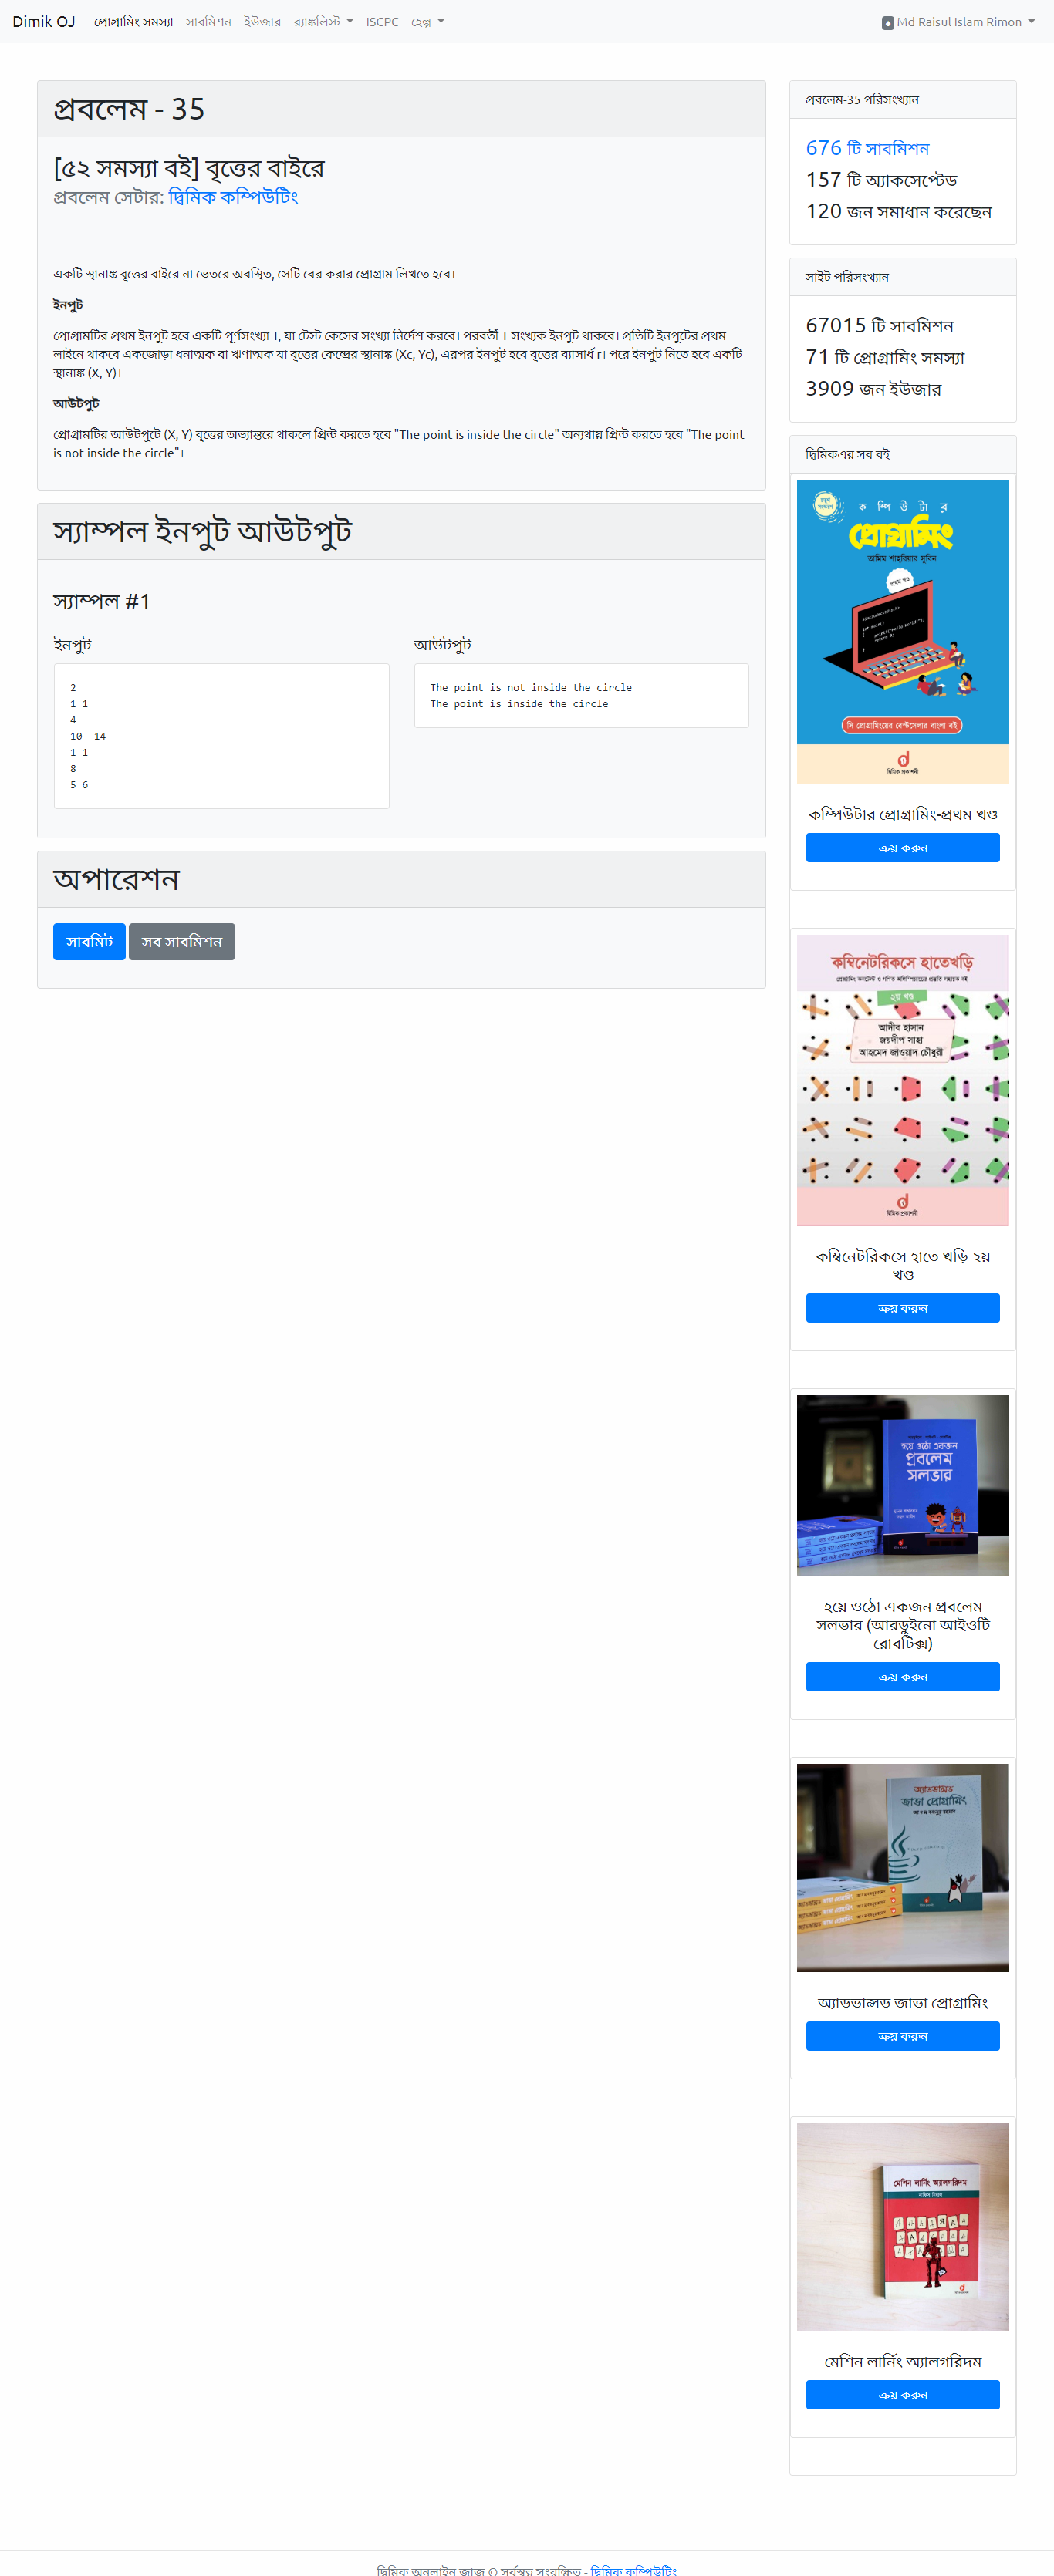 Dimik OJ প্রোগ্রামিং সমস্যা সাবমিশন ইউজার র‍্যাঙ্কলিস্ট ISCPC হেল্প Md Raisul Islam Rimon
প্রবলেম - 35
[৫২ সমস্যা বই] বৃত্তের বাইরে
প্রবলেম সেটার: দ্বিমিক কম্পিউটিং
একটি স্থানাঙ্ক বৃত্তের বাইরে না ভেতরে অবস্থিত, সেটি বের করার প্রোগ্রাম লিখতে হবে।
ইনপুট
প্রোগ্রামটির প্রথম ইনপুট হবে একটি পূর্ণসংখ্যা T, যা টেস্ট কেসের সংখ্যা নির্দেশ করবে। পরবর্তী T সংখ্যক ইনপুট থাকবে। প্রতিটি ইনপুটের প্রথম
লাইনে থাকবে একজোড়া ধনাত্মক বা ঋণাত্মক যা বৃত্তের কেন্দ্রের স্থানাঙ্ক (Xc, Yc), এরপর ইনপুট হবে বৃত্তের ব্যাসার্ধ r। পরে ইনপুট নিতে হবে একটি
স্থানাঙ্ক (X, Y)।
আউটপুট
প্রোগ্রামটির আউটপুটে (X, Y) বৃত্তের অভ্যান্তরে থাকলে প্রিন্ট করতে হবে "The point is inside the circle" অন্যথায় প্রিন্ট করতে হবে "The point
is not inside the circle"।
স্যাম্পল ইনপুট আউটপুট
স্যাম্পল #1
ইনপুট
2
1 1
4
10 -14
1 1
8
5 6
আউটপুট
The point is not inside the circle
The point is inside the circle
অপারেশন
সাবমিট সব সাবমিশন
প্রবলেম-35 পরিসংখ্যান
676 টি সাবমিশন
157 টি অ্যাকসেপ্টেড
120 জন সমাধান করেছেন
সাইট পরিসংখ্যান
67015 টি সাবমিশন
71 টি প্রোগ্রামিং সমস্যা
3909 জন ইউজার
দ্বিমিকএর সব বই
চতুর্থ
সংস্করণ
কম্পিউটার
প্রোগ্রামিং
তামিম শাহ্‌রিয়ার সুবিন
প্রথম খণ্ড
সি প্রোগ্রামিংয়ের বেস্টসেলার বাংলা বই
দ্বিমিক প্রকাশনী
কম্পিউটার প্রোগ্রামিং-প্রথম খণ্ড
ক্রয় করুন
কম্বিনেটরিকসে হাতেখড়ি
প্রোগ্রামিং কনটেস্ট ও গণিত অলিম্পিয়াডের প্রস্তুতি সহায়ক বই
২য় খণ্ড
আদীব হাসান
জয়দীপ সাহা
আহমেদ জাওয়াদ চৌধুরী
দ্বিমিক প্রকাশনী
কম্বিনেটরিকসে হাতে খড়ি ২য়
খণ্ড
ক্রয় করুন
হয়ে ওঠো একজন
প্রবলেম
সলভার
হয়ে ওঠো একজন প্রবলেম
সলভার (আরডুইনো আইওটি
রোবটিক্স)
ক্রয় করুন
অ্যাডভান্সড
জাভা প্রোগ্রামিং
অ্যাডভান্সড জাভা প্রোগ্রামিং
ক্রয় করুন
মেশিন লার্নিং অ্যালগরিদম
মেশিন লার্নিং অ্যালগরিদম
ক্রয় করুন
দ্বিমিক অনলাইন জাজ © সর্বস্বত্ব সংরক্ষিত - দ্বিমিক কম্পিউটিং